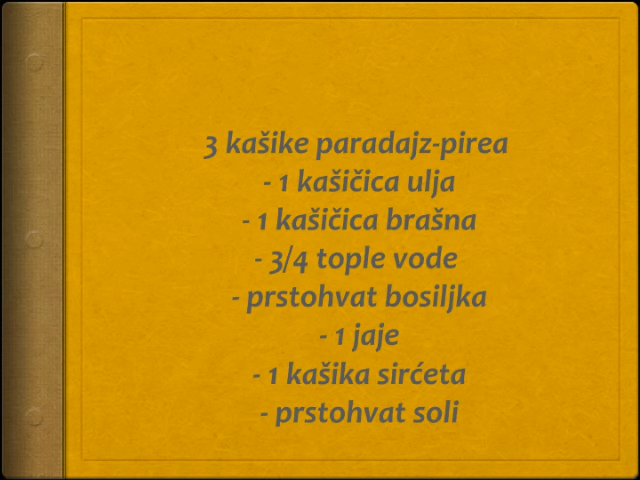 3 kašike paradajz-pirea
- 1 kašičica ulja
- 1 kašičica brašna
- 3/4 tople vode
- prstohvat bosiljka
- 1 jaje
- 1 kašika sirćeta
- prstohvat soli